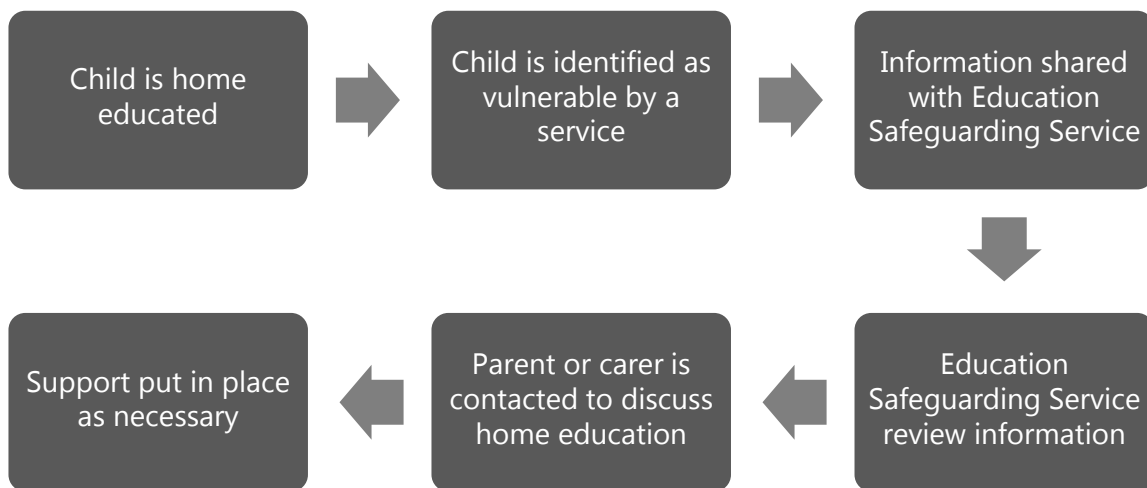 Child is home
educated
Child is identified as
vulnerable by a
service
Information shared
with Education
Safeguarding Service
Education
Safeguarding Service
review information
Parent or carer is
contacted to discuss
home education
Support put in place
as necessary